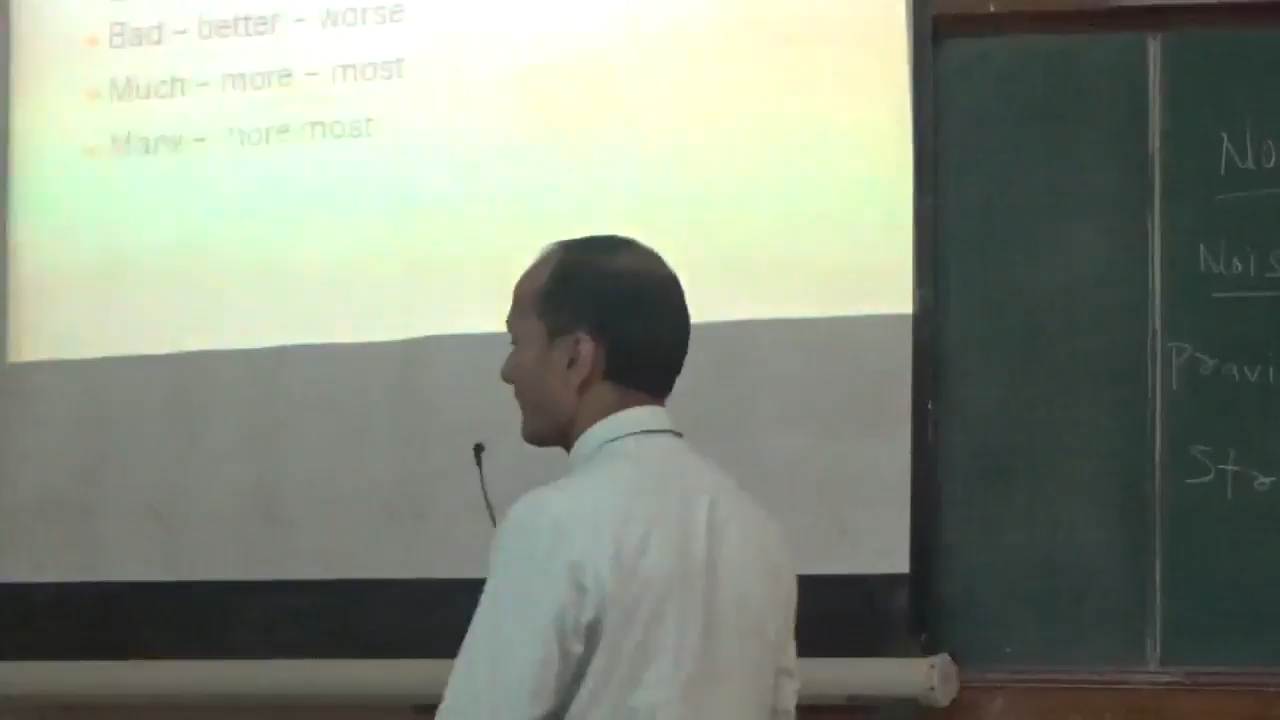 Bad – better – worse
Much – more – most
Many – more most
No
Nois
Pravi
Str